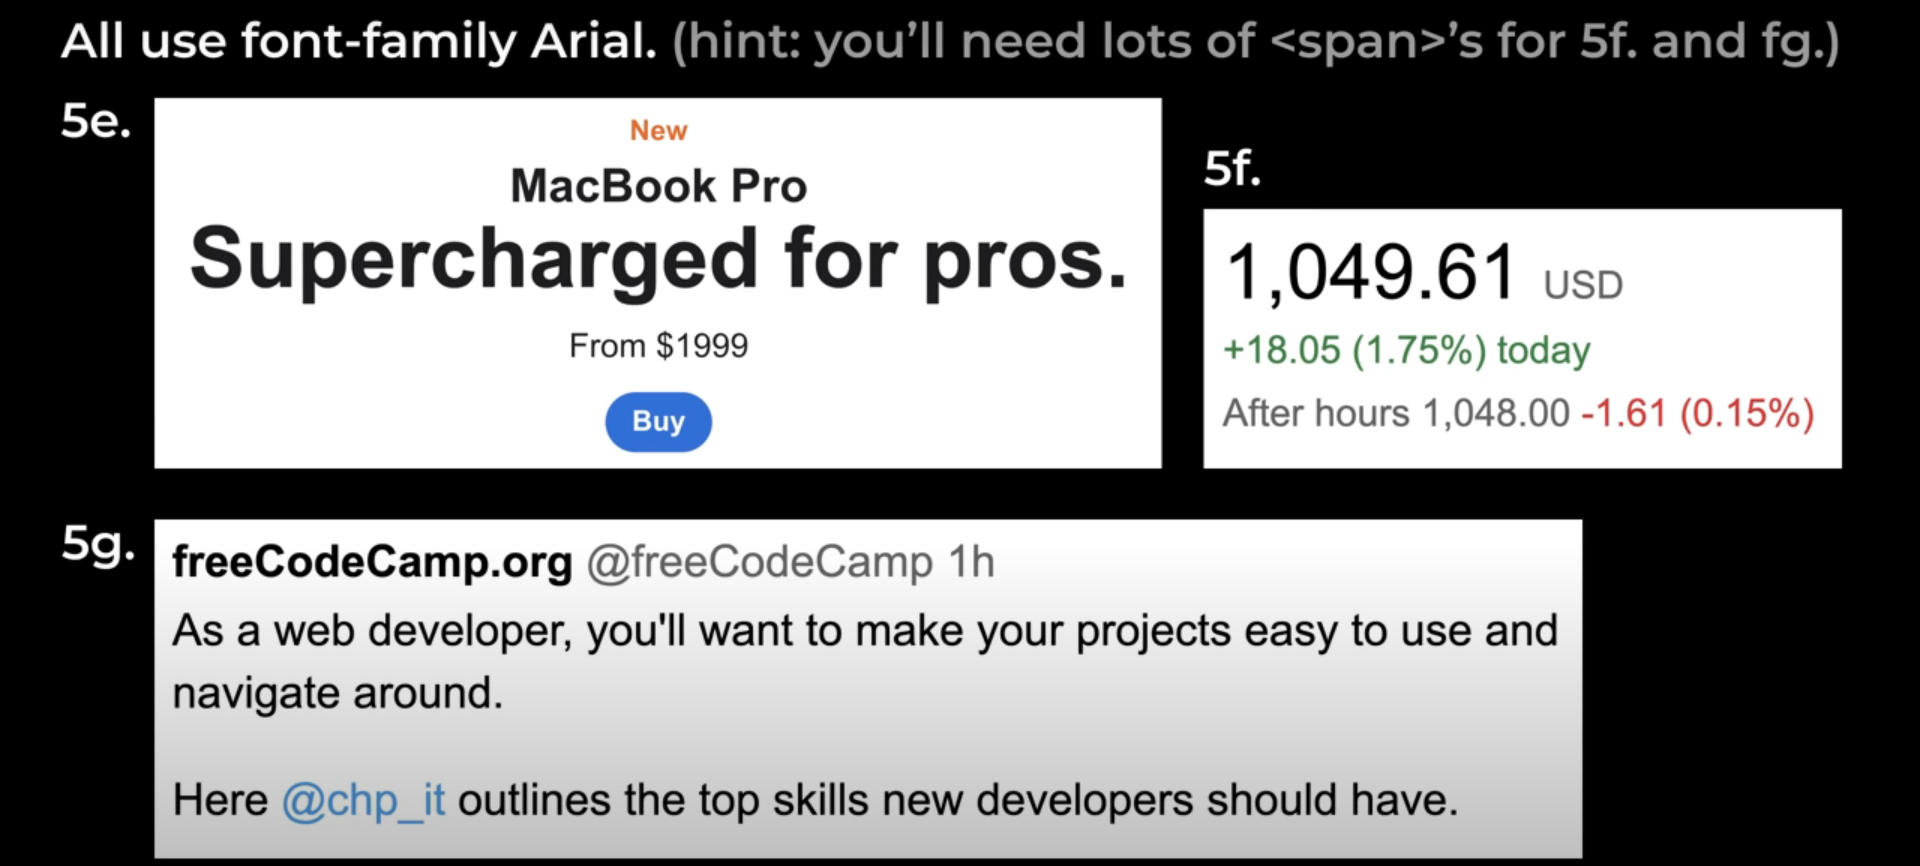 All use font-family Arial. (hint: you’ll need lots of <span>’s for 5f. and fg.)
5e.
New
MacBook Pro
Supercharged for pros.
From $1999
Buy
5f.
1,049.61 USD
+18.05 (1.75%) today
After hours 1,048.00 -1.61 (0.15%)
5g.
freeCodeCamp.org @freeCodeCamp 1h
As a web developer, you'll want to make your projects easy to use and
navigate around.
Here @chp_it outlines the top skills new developers should have.